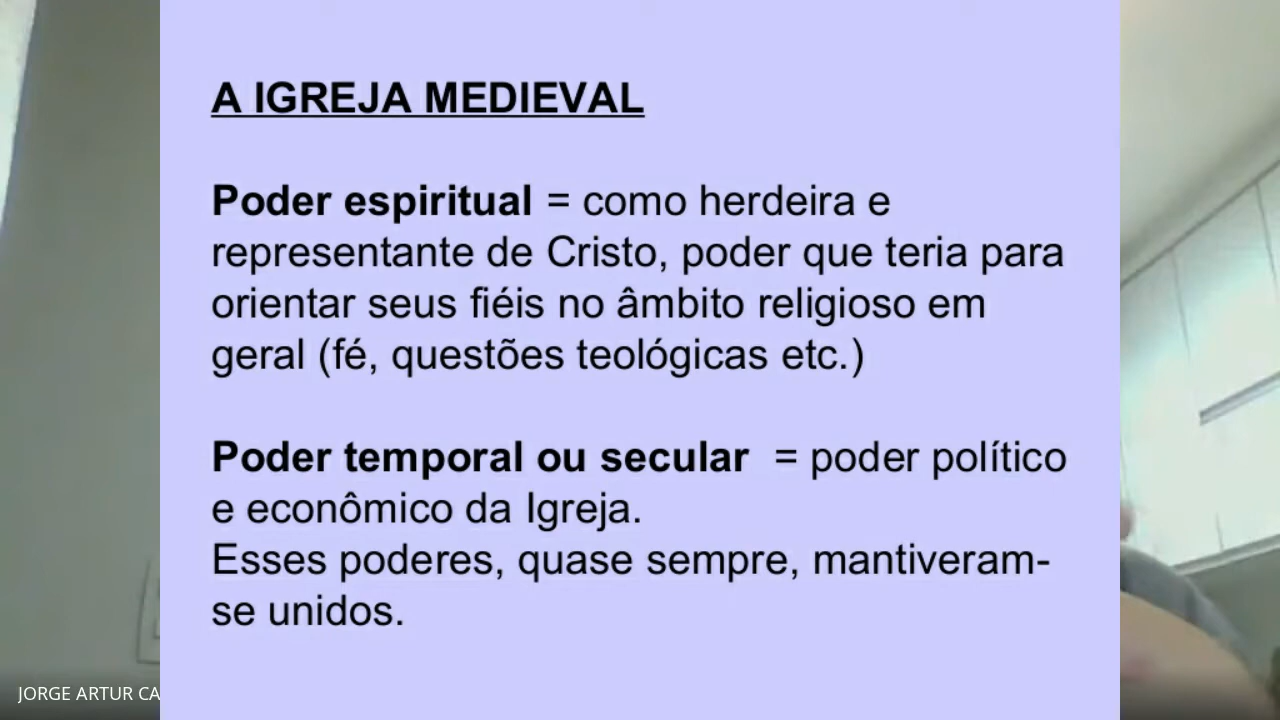 A IGREJA MEDIEVAL
Poder espiritual = como herdeira e
representante de Cristo, poder que teria para
orientar seus fiéis no âmbito religioso em
geral (fé, questões teológicas etc.)
Poder temporal ou secular = poder político
e econômico da Igreja.
Esses poderes, quase sempre, mantiveram-
se unidos.
JORGE ARTUR CA